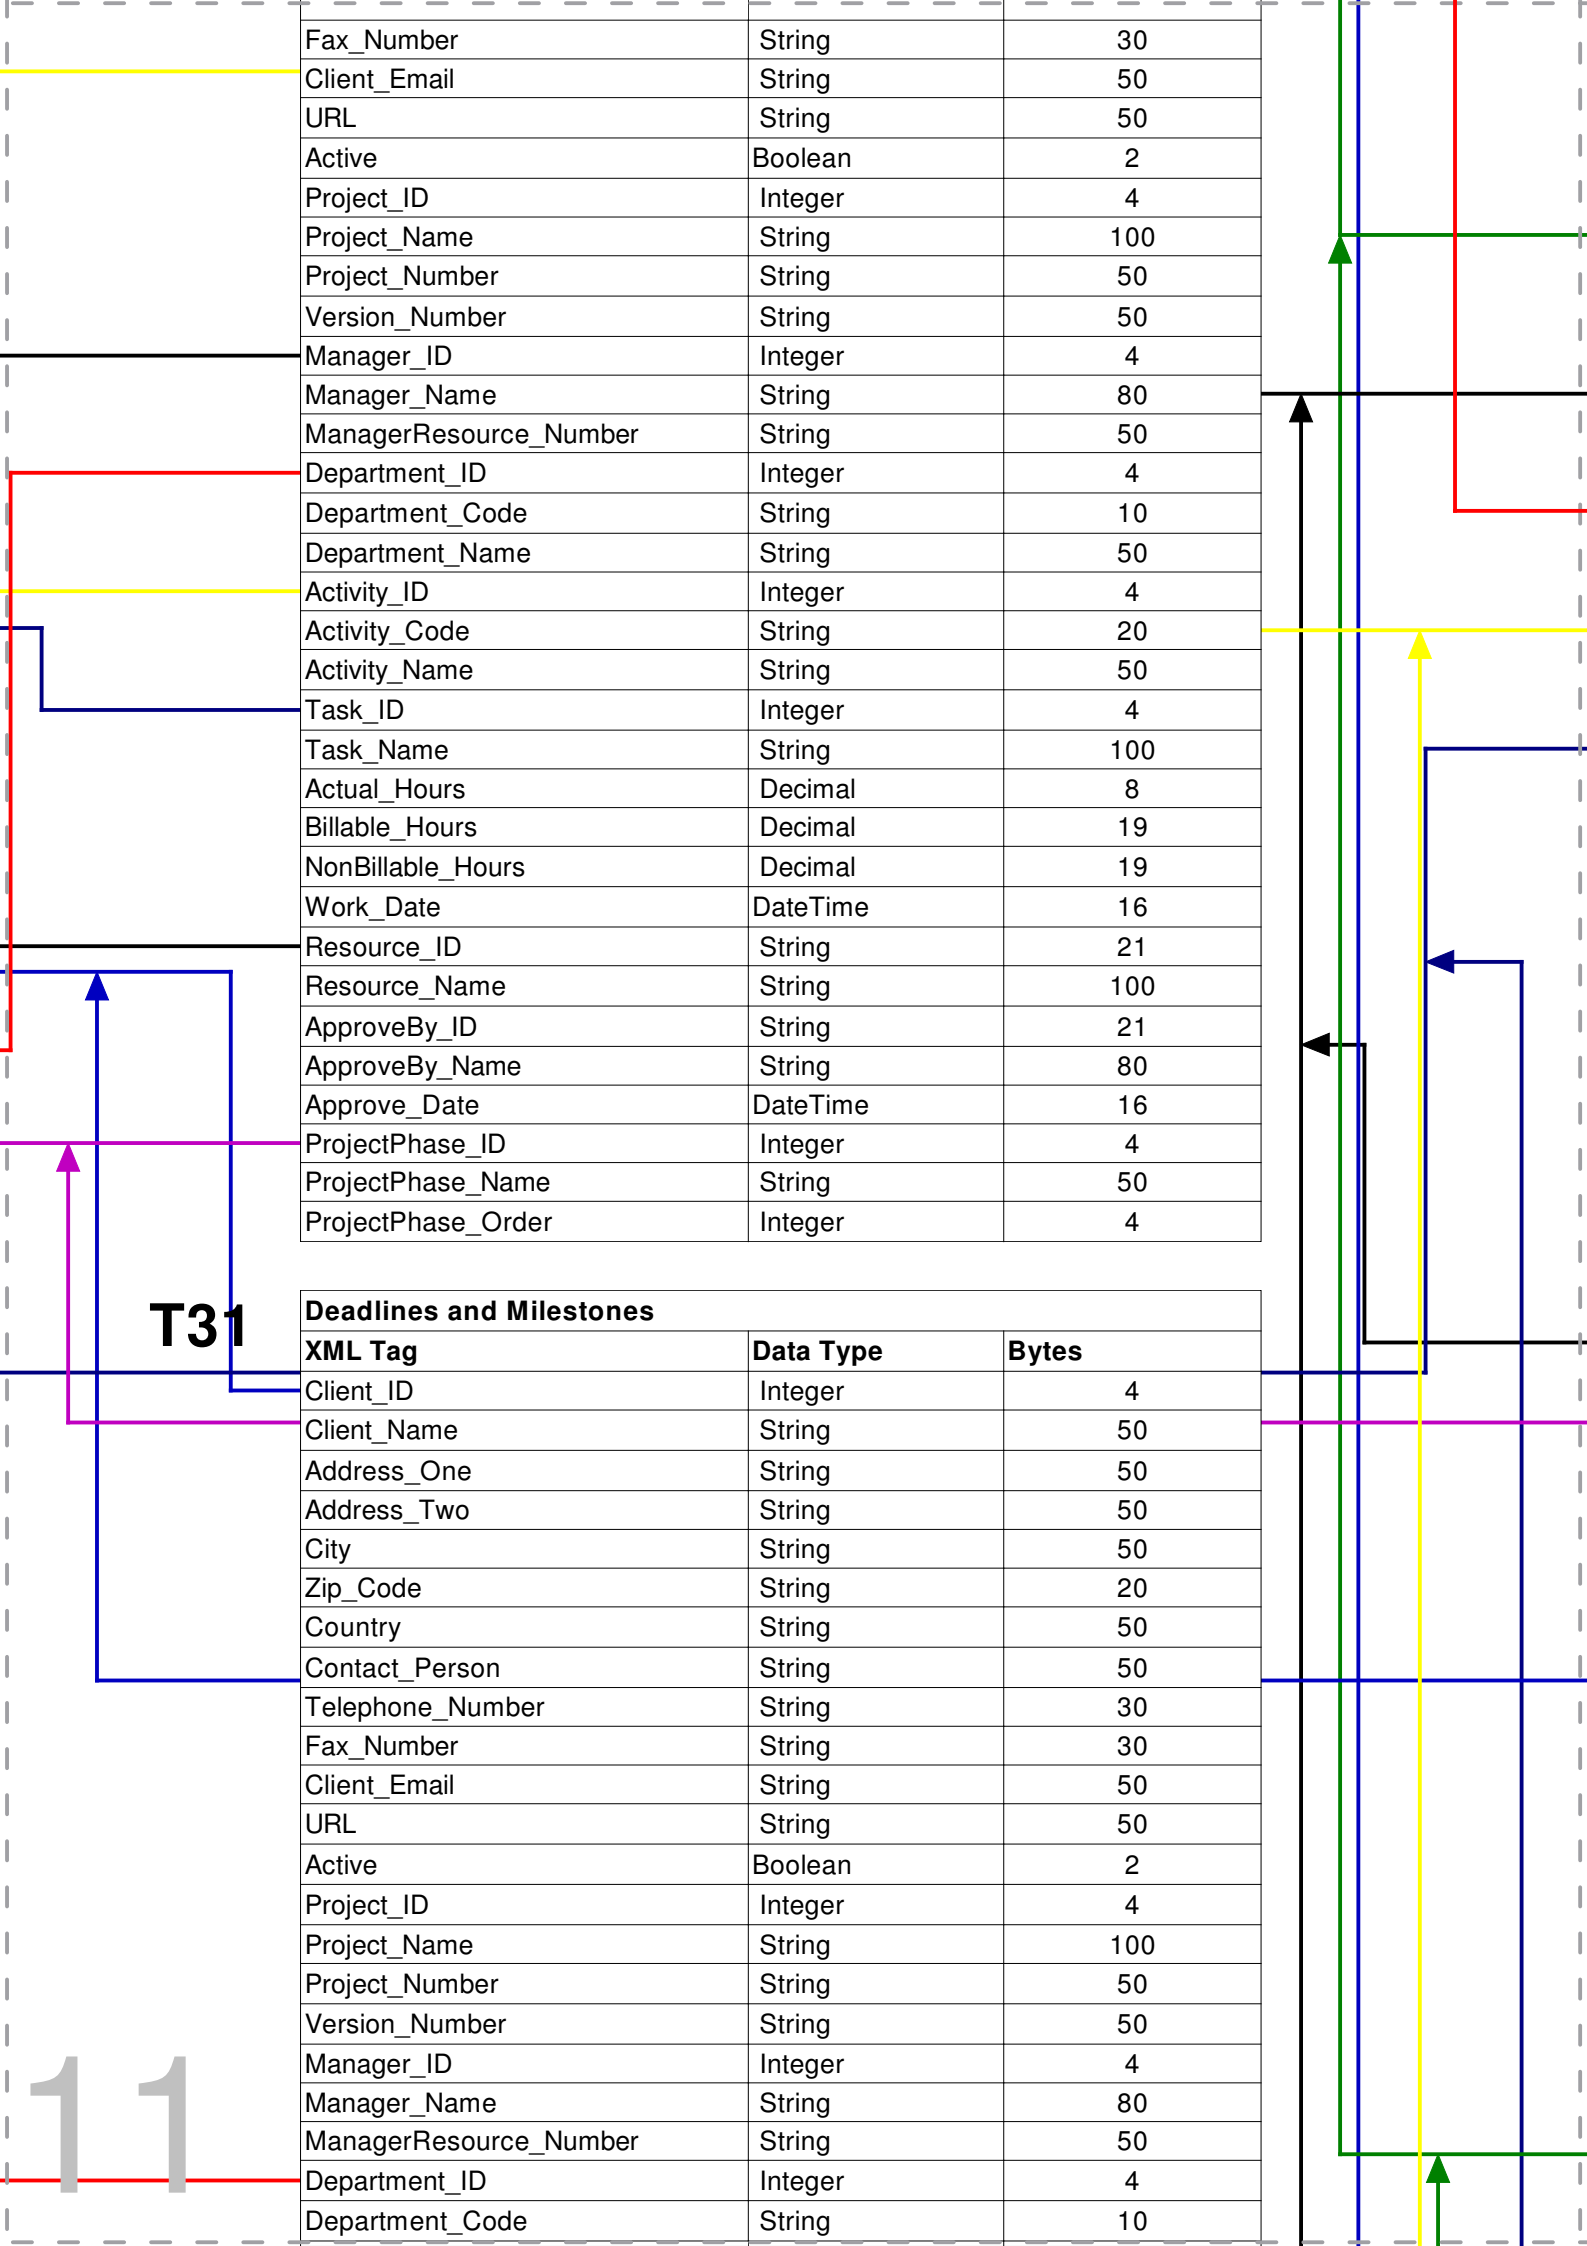 Fax_Number String 30
Client_Email String 50
URL String 50
Active Boolean 2
Project_ID Integer 4
Project_Name String 100
Project_Number String 50
Version_Number String 50
Manager_ID Integer 4
Manager_Name String 80
ManagerResource_Number String 50
Department_ID Integer 4
Department_Code String 10
Department_Name String 50
Activity_ID Integer 4
Activity_Code String 20
Activity_Name String 50
Task_ID Integer 4
Task_Name String 100
Actual_Hours Decimal 8
Billable_Hours Decimal 19
NonBillable_Hours Decimal 19
Work_Date DateTime 16
Resource_ID String 21
Resource_Name String 100
ApproveBy_ID String 21
ApproveBy_Name String 80
Approve_Date DateTime 16
ProjectPhase_ID Integer 4
ProjectPhase_Name String 50
ProjectPhase_Order Integer 4
T31
Deadlines and Milestones
XML Tag Data Type Bytes
Client_ID Integer 4
Client_Name String 50
Address_One String 50
Address_Two String 50
City String 50
Zip_Code String 20
Country String 50
Contact_Person String 50
Telephone_Number String 30
Fax_Number String 30
Client_Email String 50
URL String 50
Active Boolean 2
Project_ID Integer 4
Project_Name String 100
Project_Number String 50
Version_Number String 50
Manager_ID Integer 4
Manager_Name String 80
ManagerResource_Number String 50
Department_ID Integer 4
Department_Code String 10
11